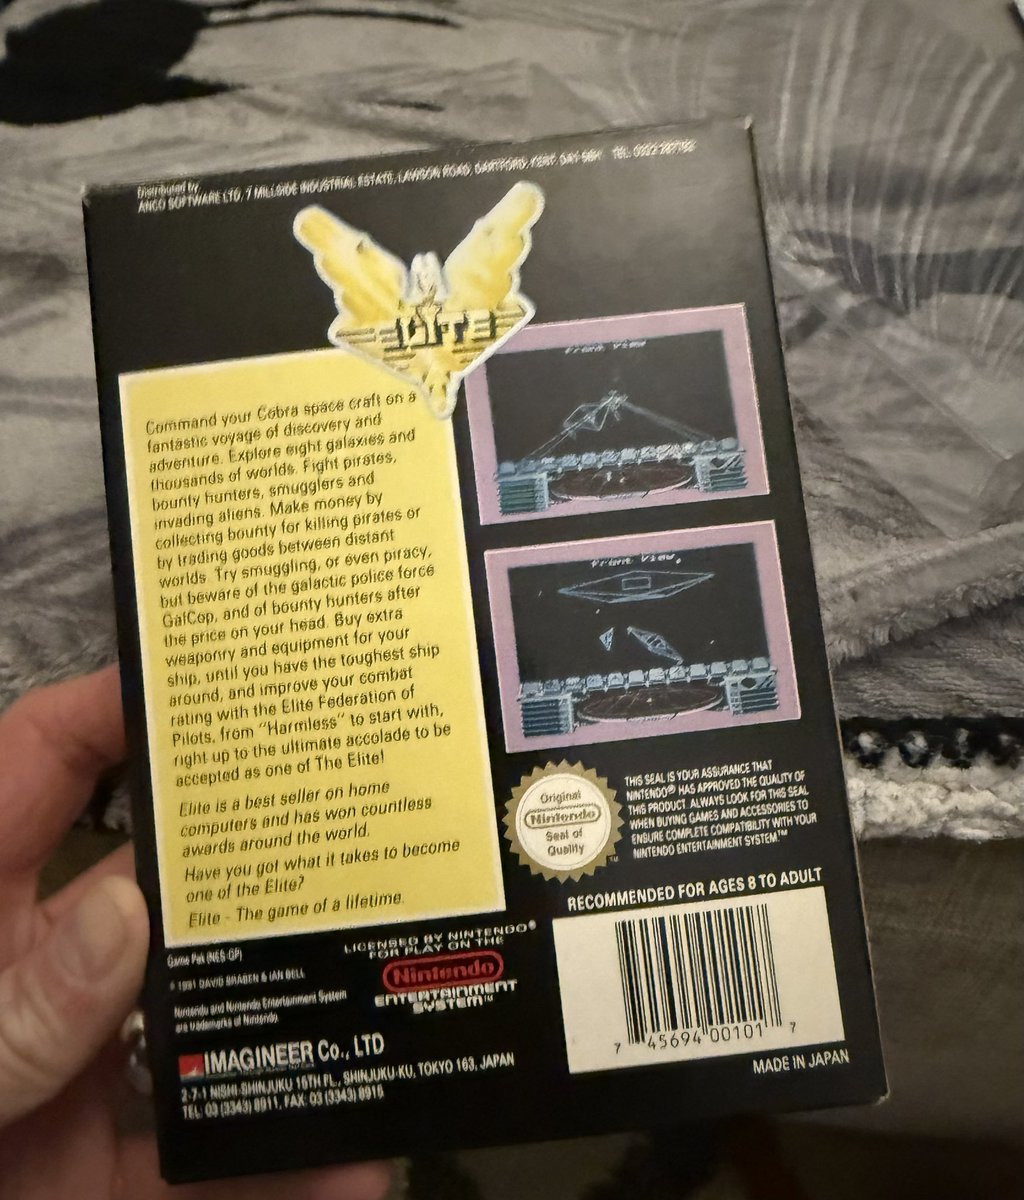 Distributed by
ANCO SOFTWARE LTD, 7 MILLSIDE INDUSTRIAL ESTATE, LAWSON ROAD, DARTFORD, KENT. DA1 5BH TEL:
ELITE
Front View
Command your Cobra space craft on a
fantastic voyage of discovery and
adventure. Explore eight galaxies and
thousands of worlds. Fight pirates,
bounty hunters, smugglers and
invading aliens. Make money by
collecting bounty for killing pirates or
by trading goods between distant
worlds. Try smuggling, or even piracy,
but beware of the galactic police force
GalCop, and of bounty hunters after
the price on your head. Buy extra
weaponry and equipment for your
ship, until you have the toughest ship
around, and improve your combat
rating with the Elite Federation of
Pilots, from "Harmless" to start with,
right up to the ultimate accolade to be
accepted as one of The Elite!
Elite is a best seller on home
computers and has won countless
awards around the world.
Have you got what it takes to become
one of the Elite?
Elite - The game of a lifetime.
Front View.
Original
Nintendo
Seal of
Quality
TM
THIS SEAL IS YOUR ASSURANCE THAT
NINTENDO® HAS APPROVED THE QUALITY OF
THIS PRODUCT. ALWAYS LOOK FOR THIS SEAL
WHEN BUYING GAMES AND ACCESSORIES TO
ENSURE COMPLETE COMPATIBILITY WITH YOUR
NINTENDO ENTERTAINMENT SYSTEM.™
RECOMMENDED FOR AGES 8 TO ADULT
Game Pak (NES-GP)
© 1991 DAVID BRABEN & IAN BELL
Nintendo and Nintendo Entertainment System
are trademarks of Nintendo.
LICENSED BY NINTENDO®
FOR PLAY ON THE
Nintendo
ENTERTAINMENT
SYSTEM™
IMAGINEER Co., LTD
2-7-1 NISHI-SHINJUKU 16TH FL., SHINJUKU-KU, TOKYO 163, JAPAN
TEL: 03 (3343) 8911, FAX: 03 (3343) 8915
7 45694 00101 7
MADE IN JAPAN